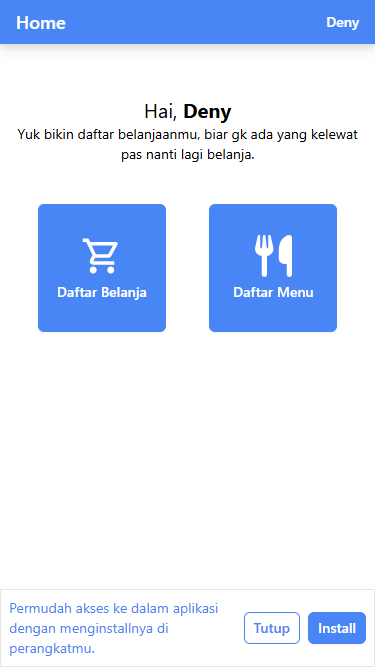 Home
Deny
Hai, Deny
Yuk bikin daftar belanjaanmu, biar gk ada yang kelewat
pas nanti lagi belanja.
Daftar Belanja
Daftar Menu
Permudah akses ke dalam aplikasi
dengan menginstallnya di
perangkatmu.
Tutup
Install